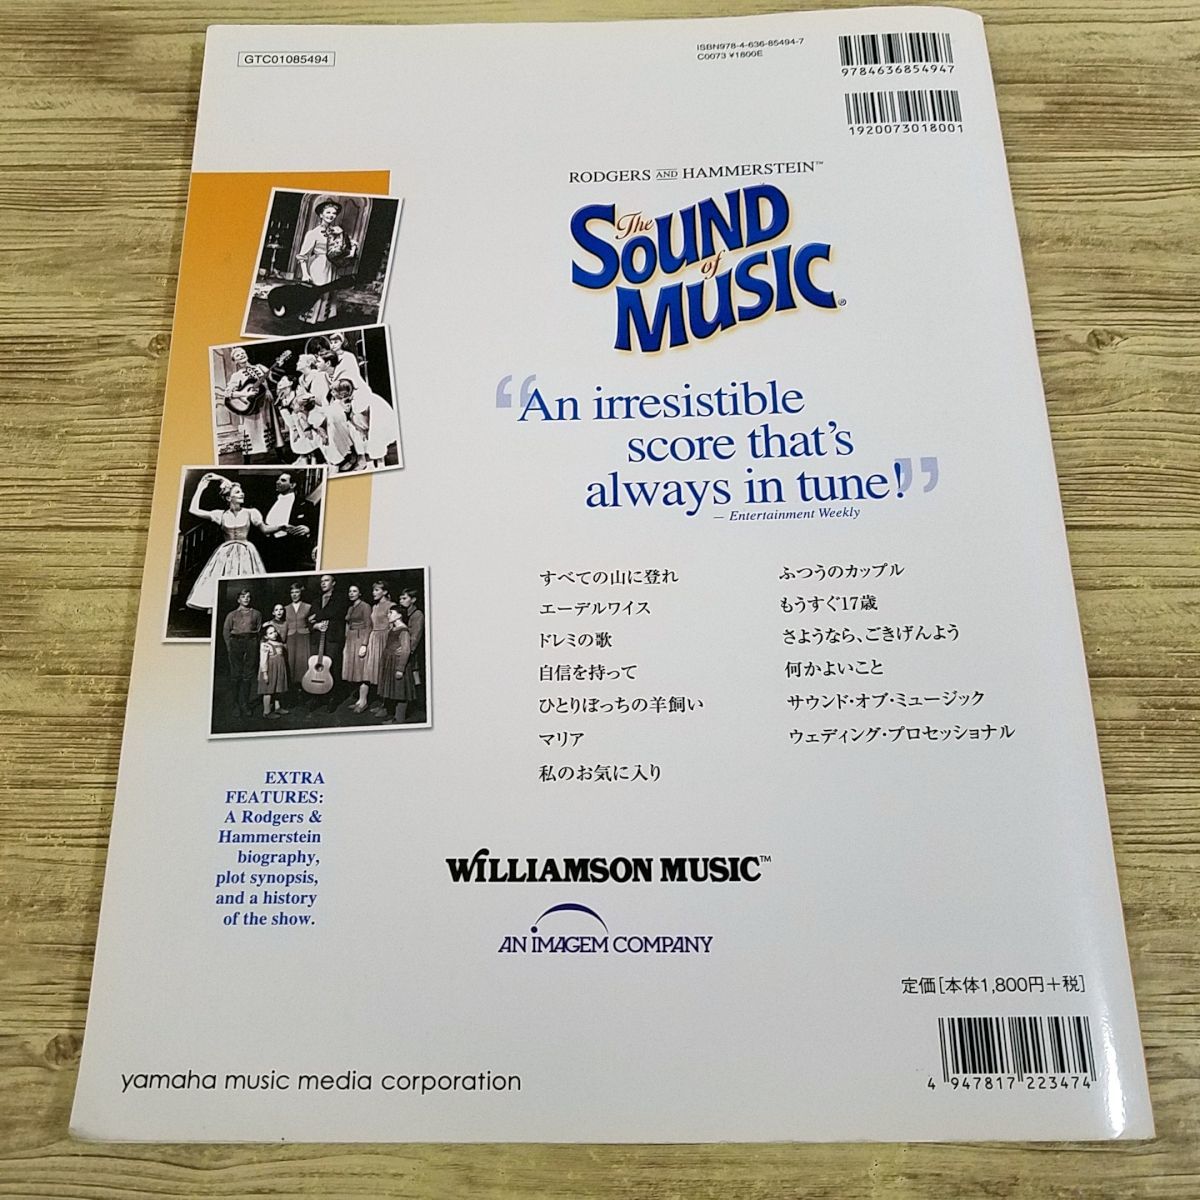 GTC01085494
ISBN978-4-636-85494-7
C0073 ¥1800E
9784636854947
1920073018001
RODGERS AND HAMMERSTEIN™
The
SOUND
of
MUSIC®
“An irresistible
score that's
always in tune!”
— Entertainment Weekly
すべての山に登れ
エーデルワイス
ドレミの歌
自信を持って
ひとりぼっちの羊飼い
マリア
私のお気に入り
ふつうのカップル
もうすぐ17歳
さようなら、ごきげんよう
何かよいこと
サウンド・オブ・ミュージック
ウェディング・プロセッショナル
EXTRA
FEATURES:
A Rodgers &
Hammerstein
biography,
plot synopsis,
and a history
of the show.
WILLIAMSON MUSIC™
AN IMAGEM COMPANY
定価[本体1,800円+税]
yamaha music media corporation
4 947817 223474